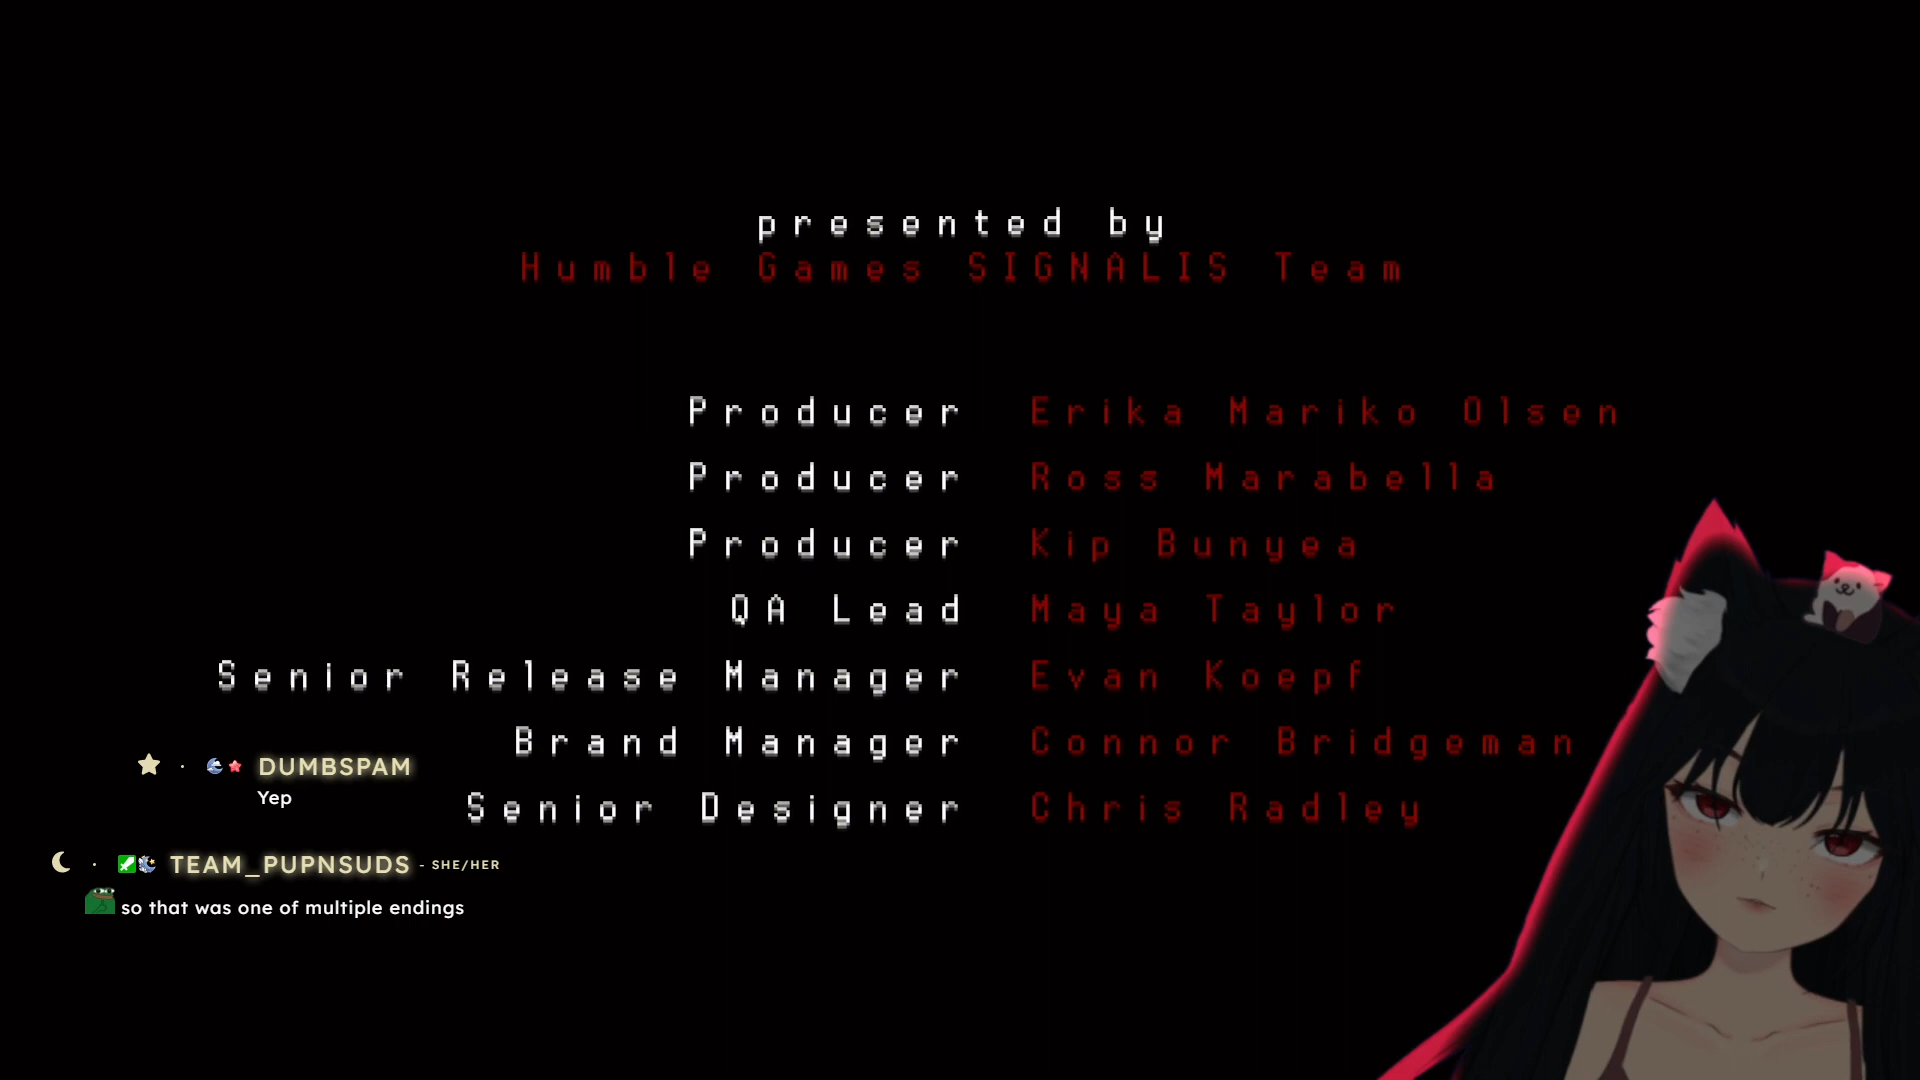 presented by
Humble Games SIGNALIS Team
Producer Erika Mariko Olsen
Producer Ross Marabella
Producer Kip Bunyea
QA Lead Maya Taylor
Senior Release Manager Evan Koepf
Brand Manager Connor Bridgeman
Senior Designer Chris Radley
DUMBSPAM
Yep
TEAM_PUPNSUDS - SHE/HER
so that was one of multiple endings